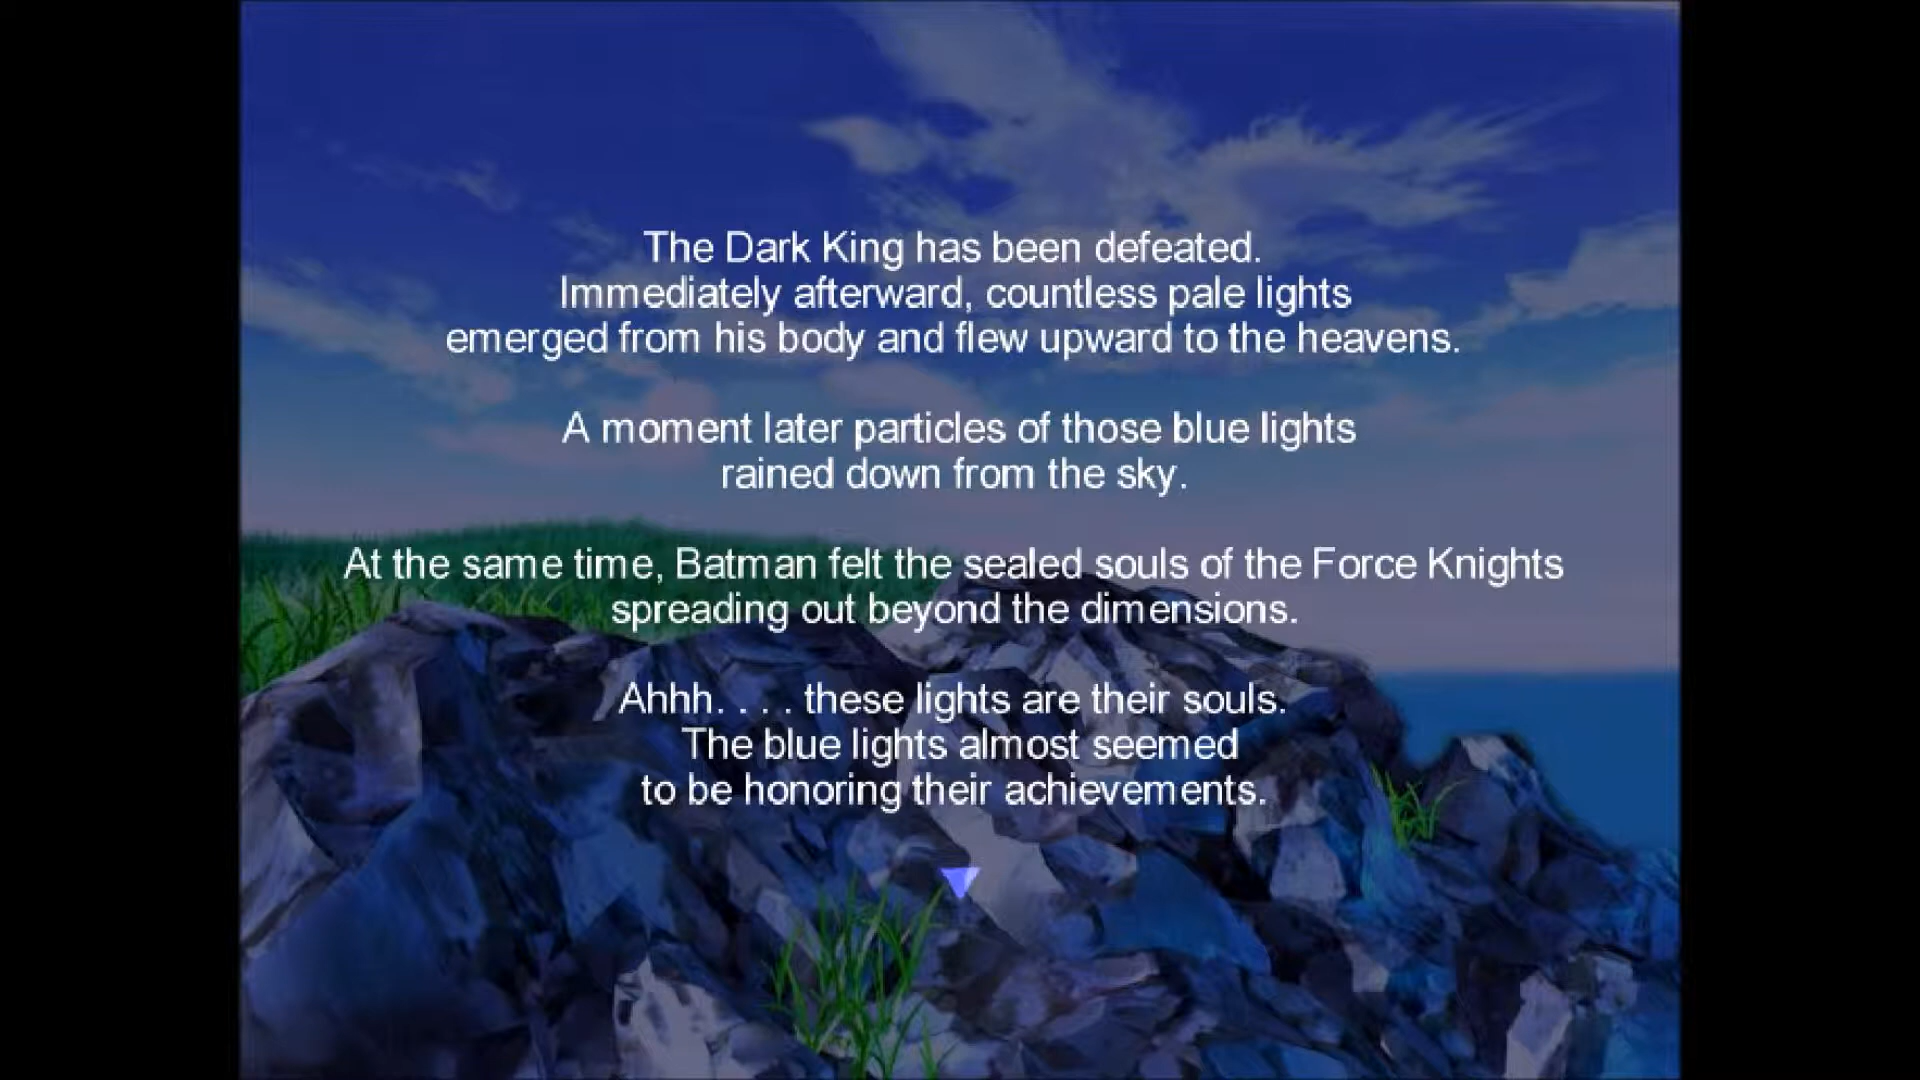 The Dark King has been defeated.
Immediately afterward, countless pale lights
emerged from his body and flew upward to the heavens.
A moment later particles of those blue lights
rained down from the sky.
At the same time, Batman felt the sealed souls of the Force Knights
spreading out beyond the dimensions.
Ahhh. . . . these lights are their souls.
The blue lights almost seemed
to be honoring their achievements.